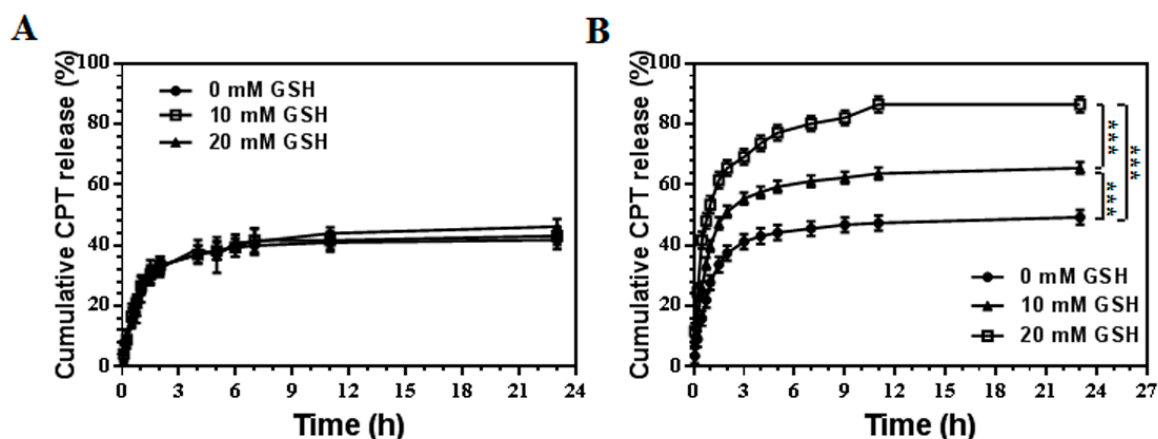 A
Cumulative CPT release (%)
100
80
60
40
20
0
0 mM GSH
10 mM GSH
20 mM GSH
0 3 6 9 12 15 18 21 24
Time (h)
B
Cumulative CPT release (%)
100
80
60
40
20
0
***
***
***
0 mM GSH
10 mM GSH
20 mM GSH
0 3 6 9 12 15 18 21 24 27
Time (h)